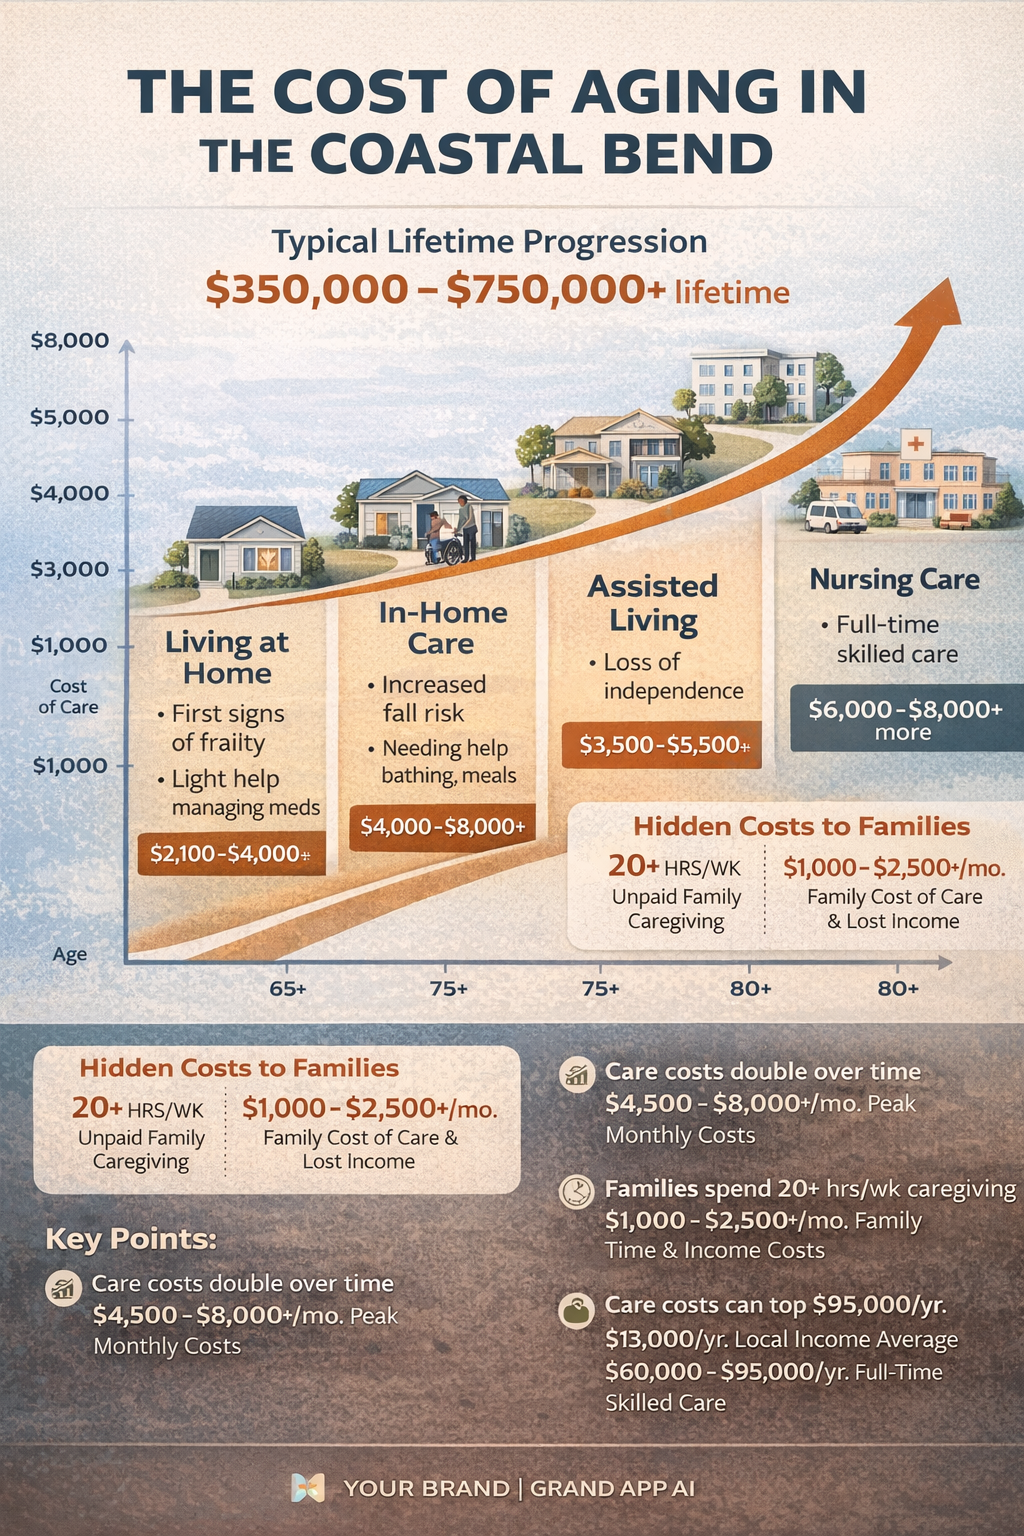 THE COST OF AGING IN
THE COASTAL BEND
Typical Lifetime Progression
$350,000 – $750,000+ lifetime
$8,000
$5,000
$4,000
$3,000
$1,000
Cost
of Care
$1,000
Age
Living at
Home
• First signs
of frailty
• Light help
managing meds
$2,100-$4,000+
In-Home
Care
• Increased
fall risk
• Needing help
bathing, meals
$4,000-$8,000+
Assisted
Living
• Loss of
independence
$3,500-$5,500+
Nursing Care
• Full-time
skilled care
$6,000-$8,000+
more
Hidden Costs to Families
20+ HRS/WK
Unpaid Family
Caregiving
$1,000-$2,500+/mo.
Family Cost of Care
& Lost Income
65+
75+
75+
80+
80+
Hidden Costs to Families
20+ HRS/WK
Unpaid Family
Caregiving
$1,000-$2,500+/mo.
Family Cost of Care &
Lost Income
Key Points:
Care costs double over time
$4,500-$8,000+/mo. Peak
Monthly Costs
Care costs double over time
$4,500-$8,000+/mo. Peak
Monthly Costs
Families spend 20+ hrs/wk caregiving
$1,000-$2,500+/mo. Family
Time & Income Costs
Care costs can top $95,000/yr.
$13,000/yr. Local Income Average
$60,000-$95,000/yr. Full-Time
Skilled Care
YOUR BRAND | GRAND APP AI